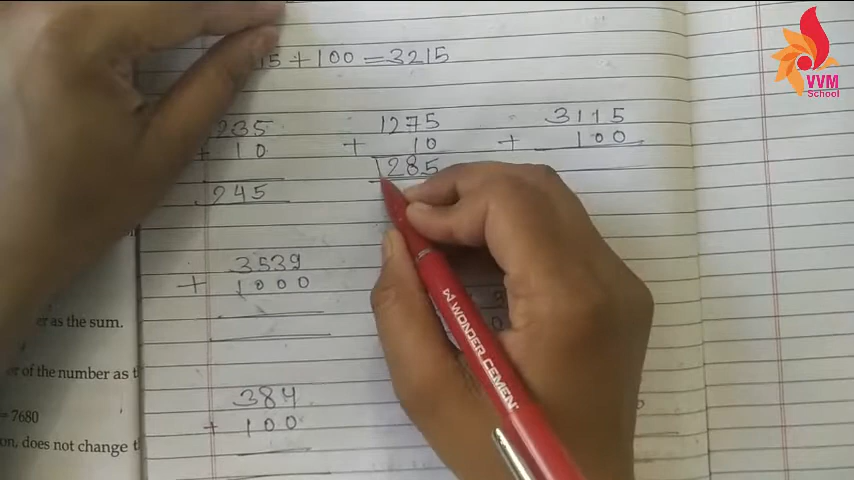 15 + 100 = 3215
235 1275 3115
+ 10 + 10 + 100
245 1285
3539
+ 1000
384
+ 100
er as the sum.
or of the number as t
= 7680
on, does not change t
WONDER CEMENT
VVM
School